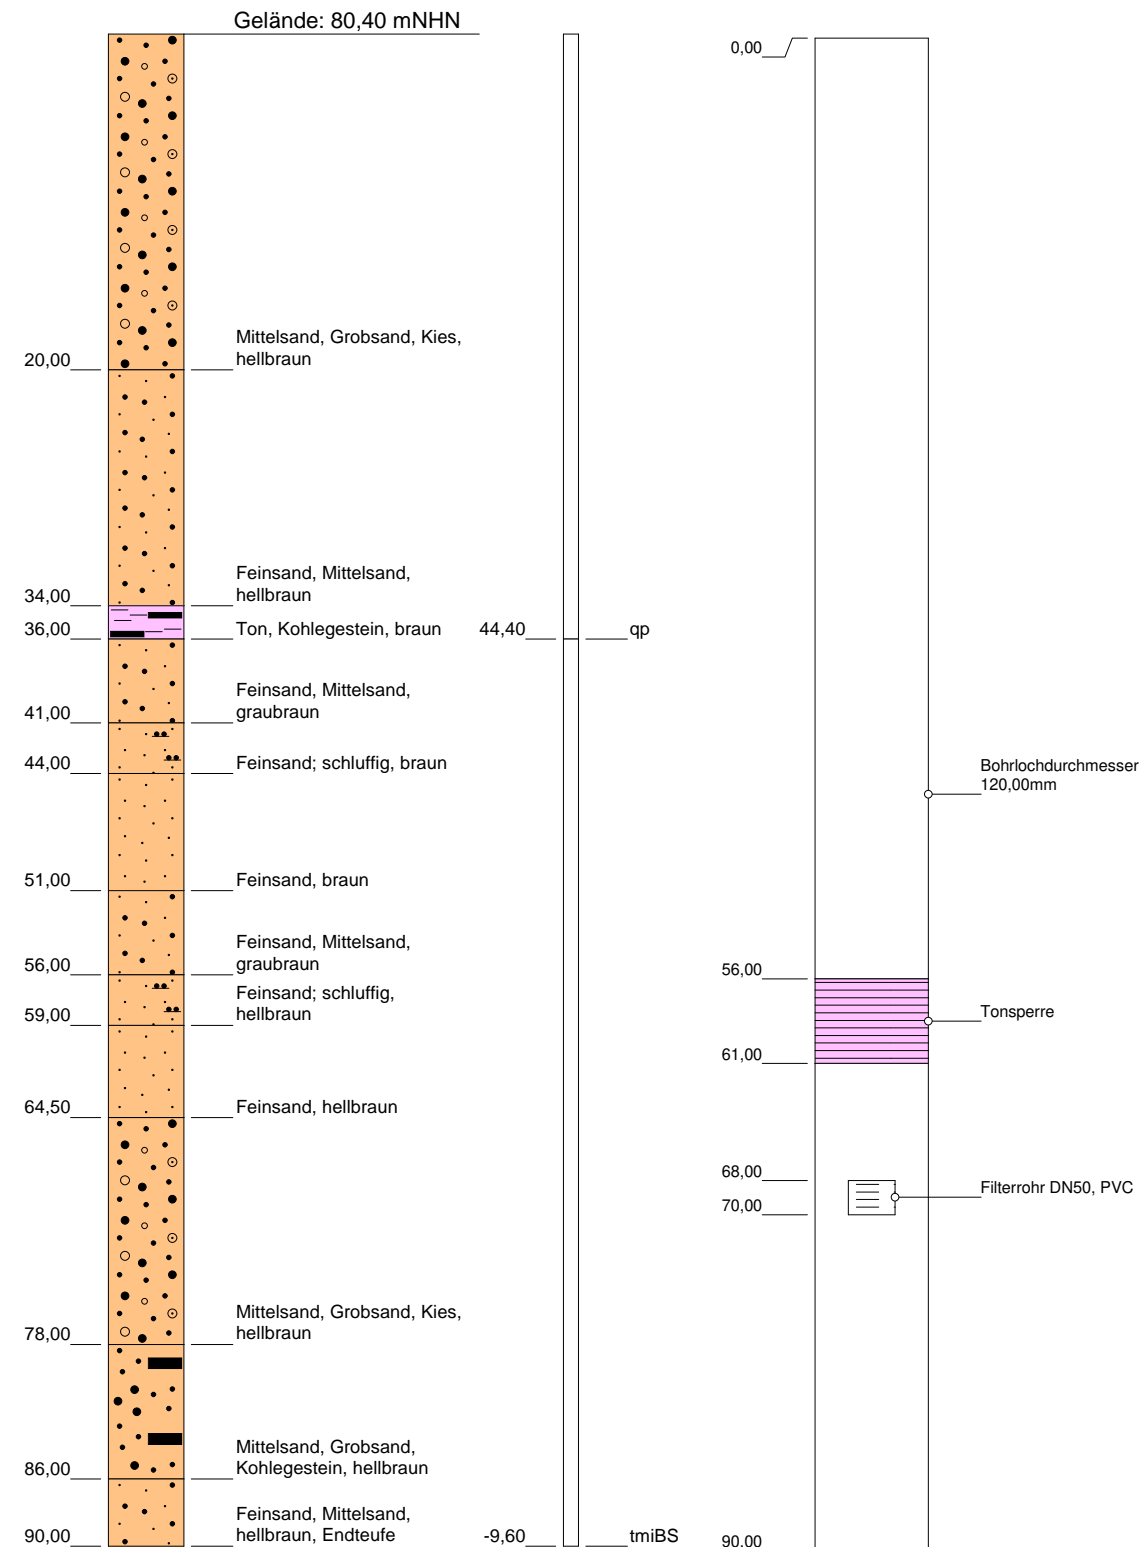 Gelände: 80,40 mNHN
0,00
Mittelsand, Grobsand, Kies,
hellbraun
20,00
Feinsand, Mittelsand,
hellbraun
34,00
Ton, Kohlegestein, braun
36,00
44,40
qp
Feinsand, Mittelsand,
graubraun
41,00
Feinsand; schluffig, braun
44,00
Bohrlochdurchmesser
120,00mm
Feinsand, braun
51,00
Feinsand, Mittelsand,
graubraun
56,00
56,00
Feinsand; schluffig,
hellbraun
59,00
Tonsperre
61,00
Feinsand, hellbraun
64,50
68,00
Filterrohr DN50, PVC
70,00
Mittelsand, Grobsand, Kies,
hellbraun
78,00
Mittelsand, Grobsand,
Kohlegestein, hellbraun
86,00
Feinsand, Mittelsand,
hellbraun, Endteufe
90,00
-9,60
tmiBS
90,00